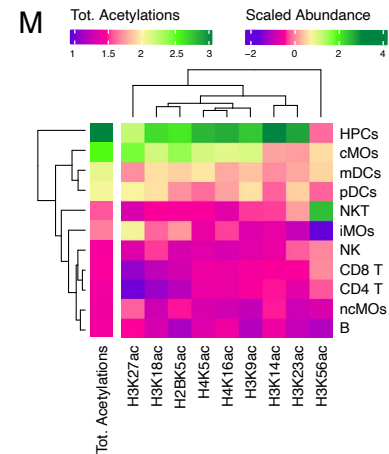 M
Tot. Acetylations
Scaled Abundance
1 1.5 2 2.5 3
−2 0 2 4
HPCs
cMOs
mDCs
pDCs
NKT
iMOs
NK
CD8 T
CD4 T
ncMOs
B
Tot. Acetylations
H3K27ac
H3K18ac
H2BK5ac
H4K5ac
H4K16ac
H3K9ac
H3K14ac
H3K23ac
H3K56ac